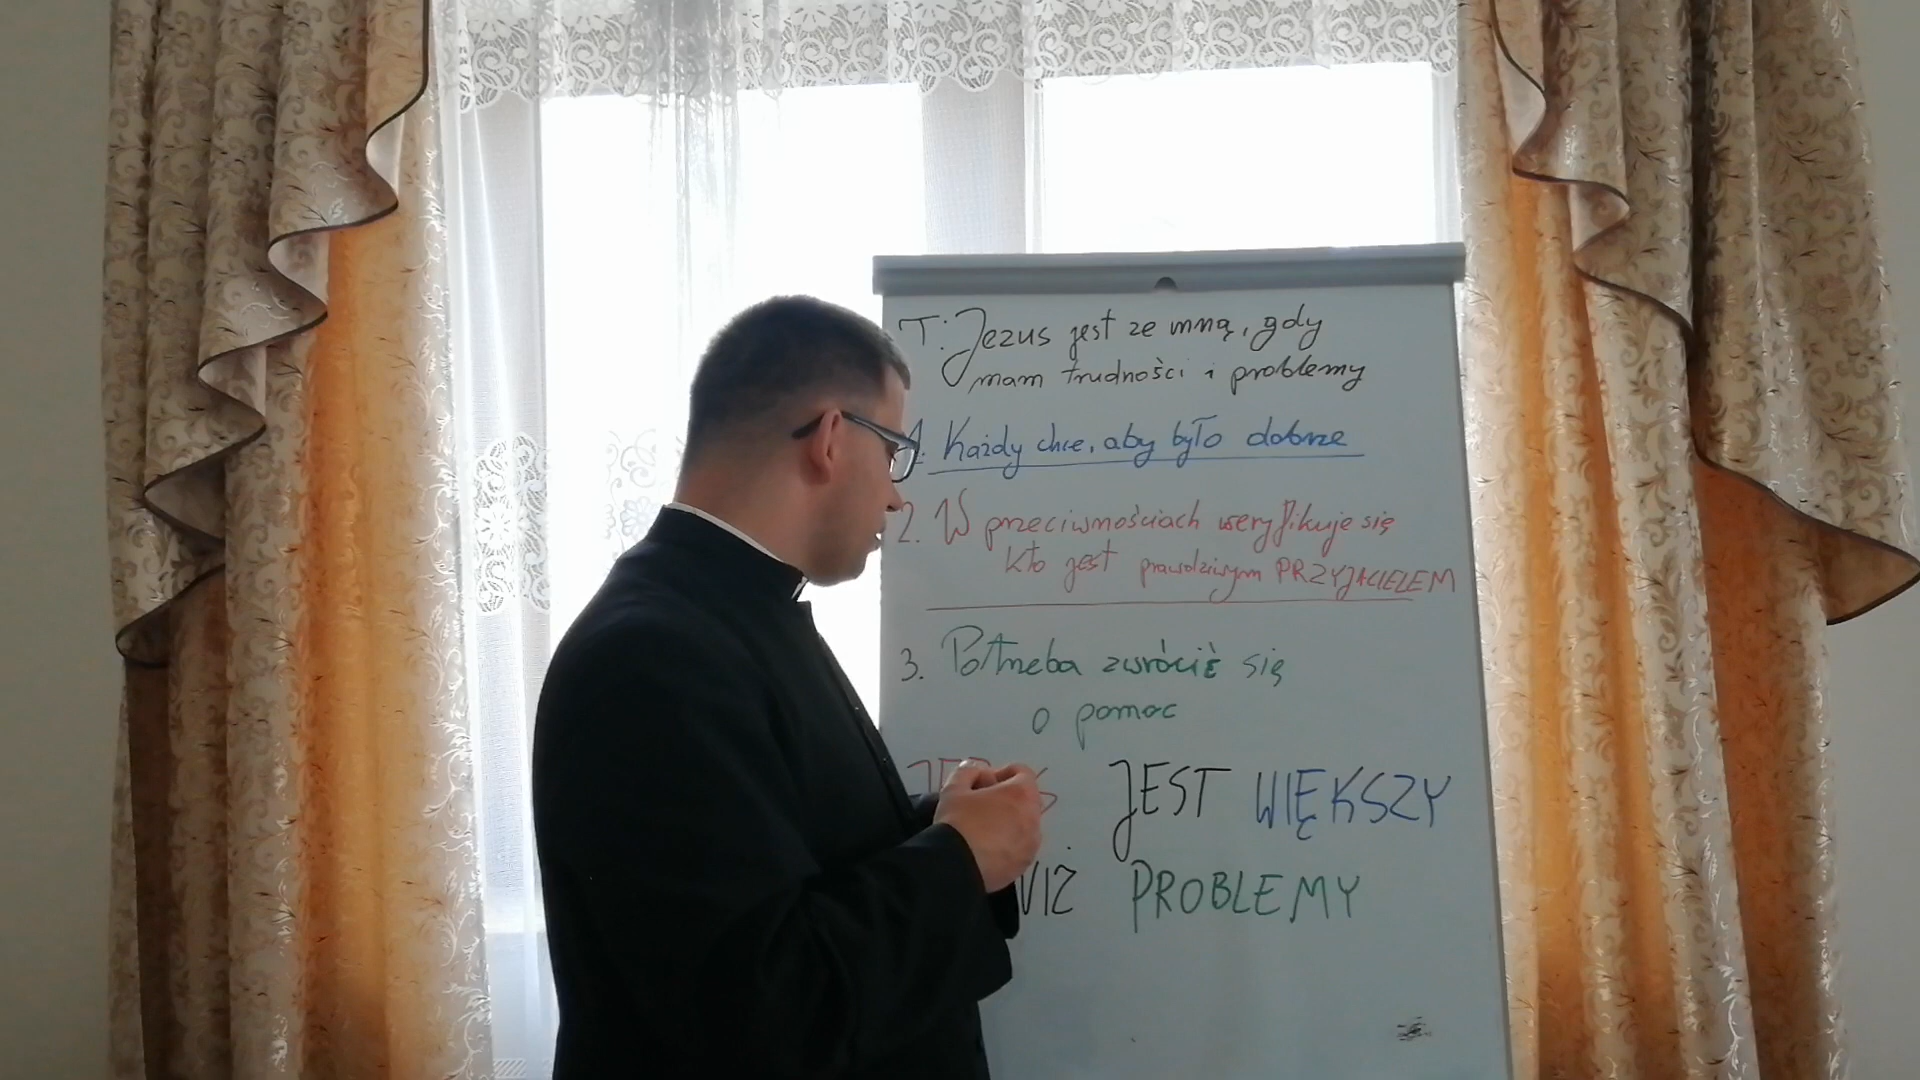 T: Jezus jest ze mną, gdy
mam trudności i problemy
1. Każdy chce, aby było dobrze
2. W przeciwnościach weryfikuje się
kto jest prawdziwym PRZYJACIELEM
3. Potrzeba zwrócić się
o pomoc
JEST WIĘKSZY
PROBLEMY